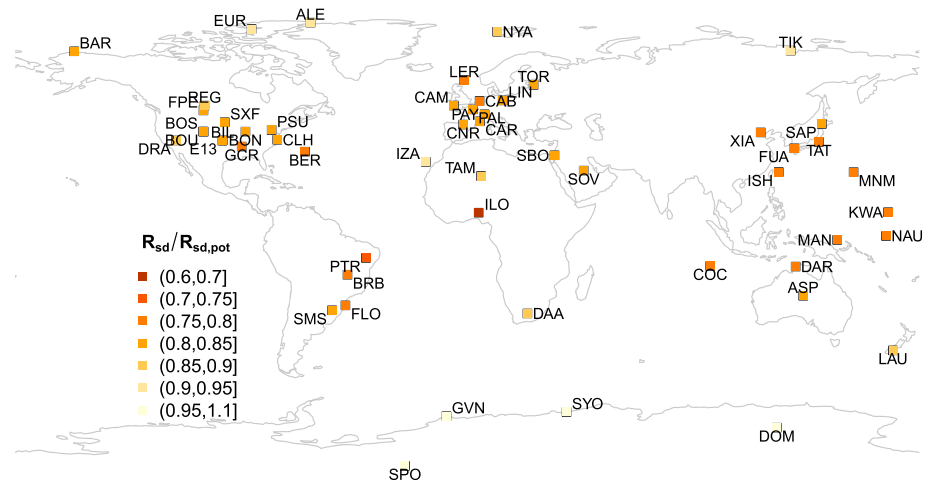 ALE
EUR
NYA
BAR
TIK
LER
TOR
LIN
CAM
CAB
REG
FPE
PAY
PAL
SXF
BOS
PSU
CNR
CAR
SAP
XIA
BOU
BIL
BON
CLH
DRA
E13
GCR
BER
IZA
SBO
FUA
TAT
TAM
SOV
ISH
MNM
ILO
KWA
MAN
NAU
Rsd/Rsd,pot
PTR
COC
DAR
(0.6,0.7]
BRB
ASP
(0.7,0.75]
SMS
FLO
DAA
(0.75,0.8]
(0.8,0.85]
LAU
(0.85,0.9]
(0.9,0.95]
(0.95,1.1]
GVN
SYO
DOM
SPO